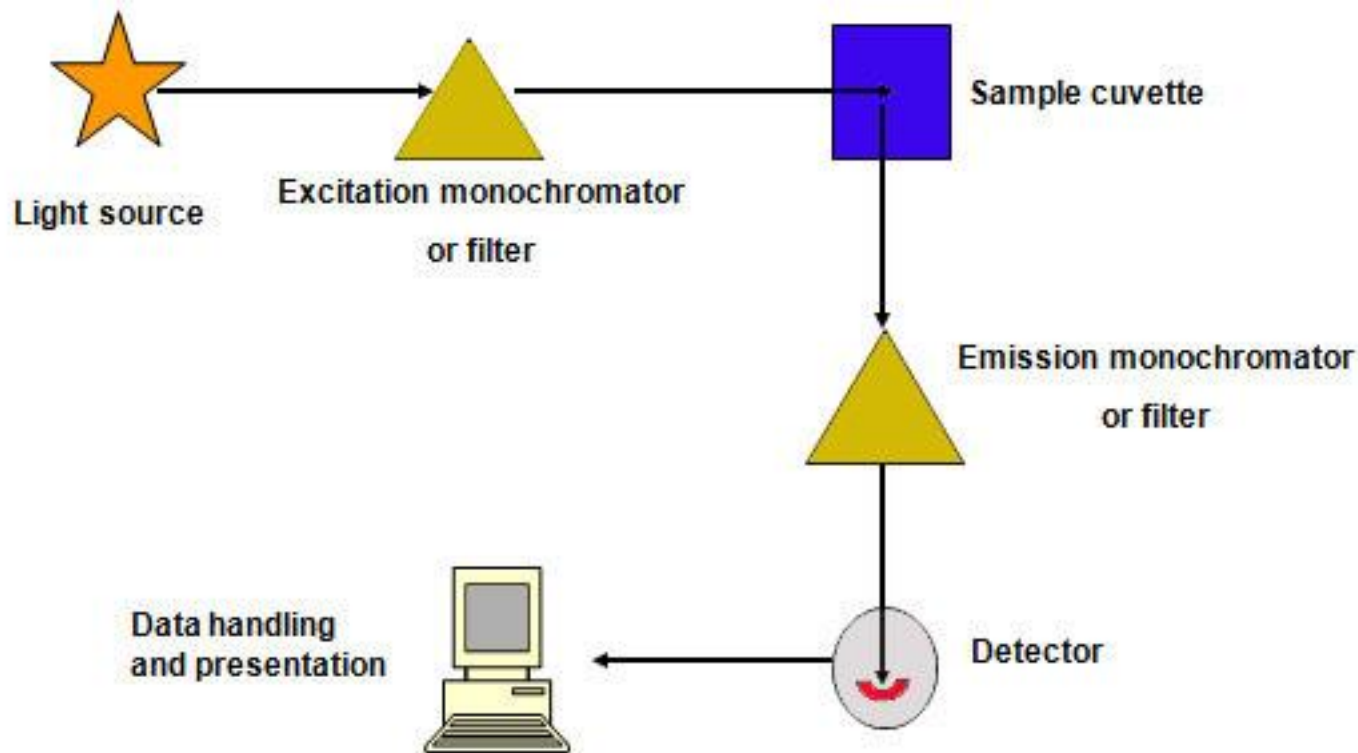 Light source
Excitation monochromator
or filter
Sample cuvette
Emission monochromator
or filter
Detector
Data handling
and presentation